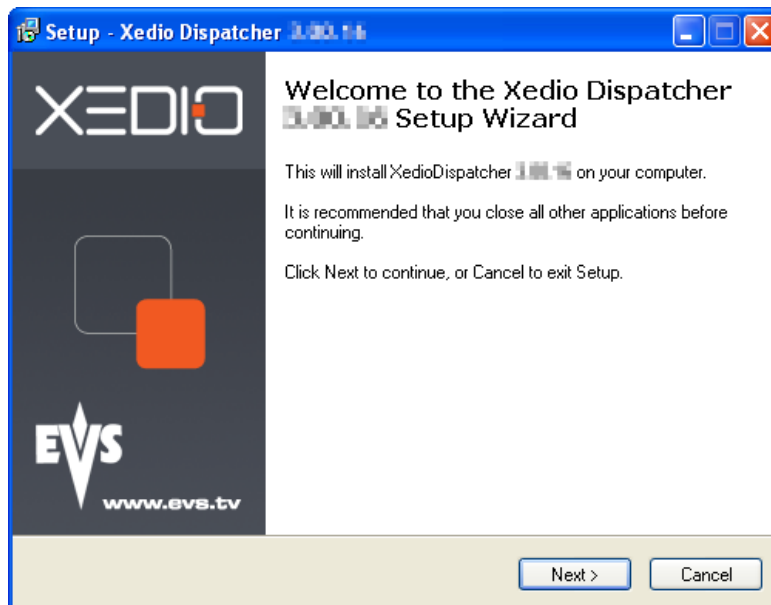 Setup - Xedio Dispatcher
XEDIO
Welcome to the Xedio Dispatcher
Setup Wizard
This will install XedioDispatcher on your computer.
It is recommended that you close all other applications before
continuing.
Click Next to continue, or Cancel to exit Setup.
EVS
www.evs.tv
Next >
Cancel